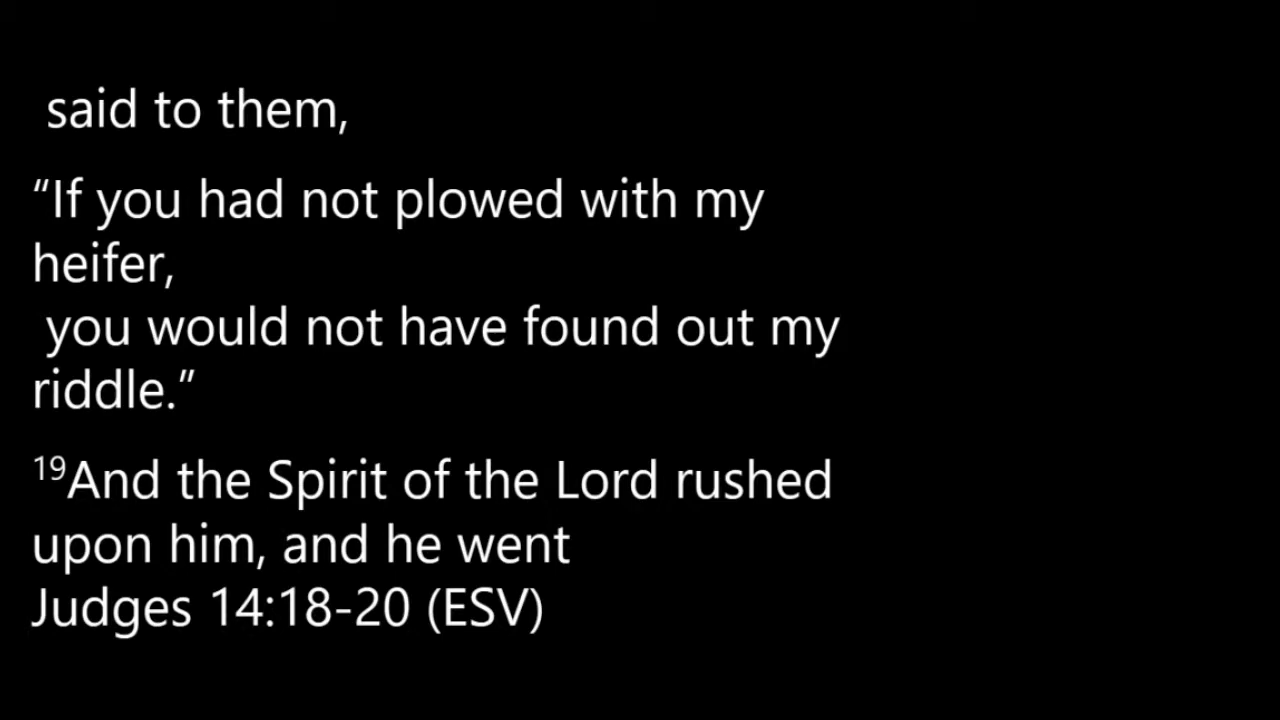 said to them,
“If you had not plowed with my
heifer,
you would not have found out my
riddle.”
19And the Spirit of the Lord rushed
upon him, and he went
Judges 14:18-20 (ESV)